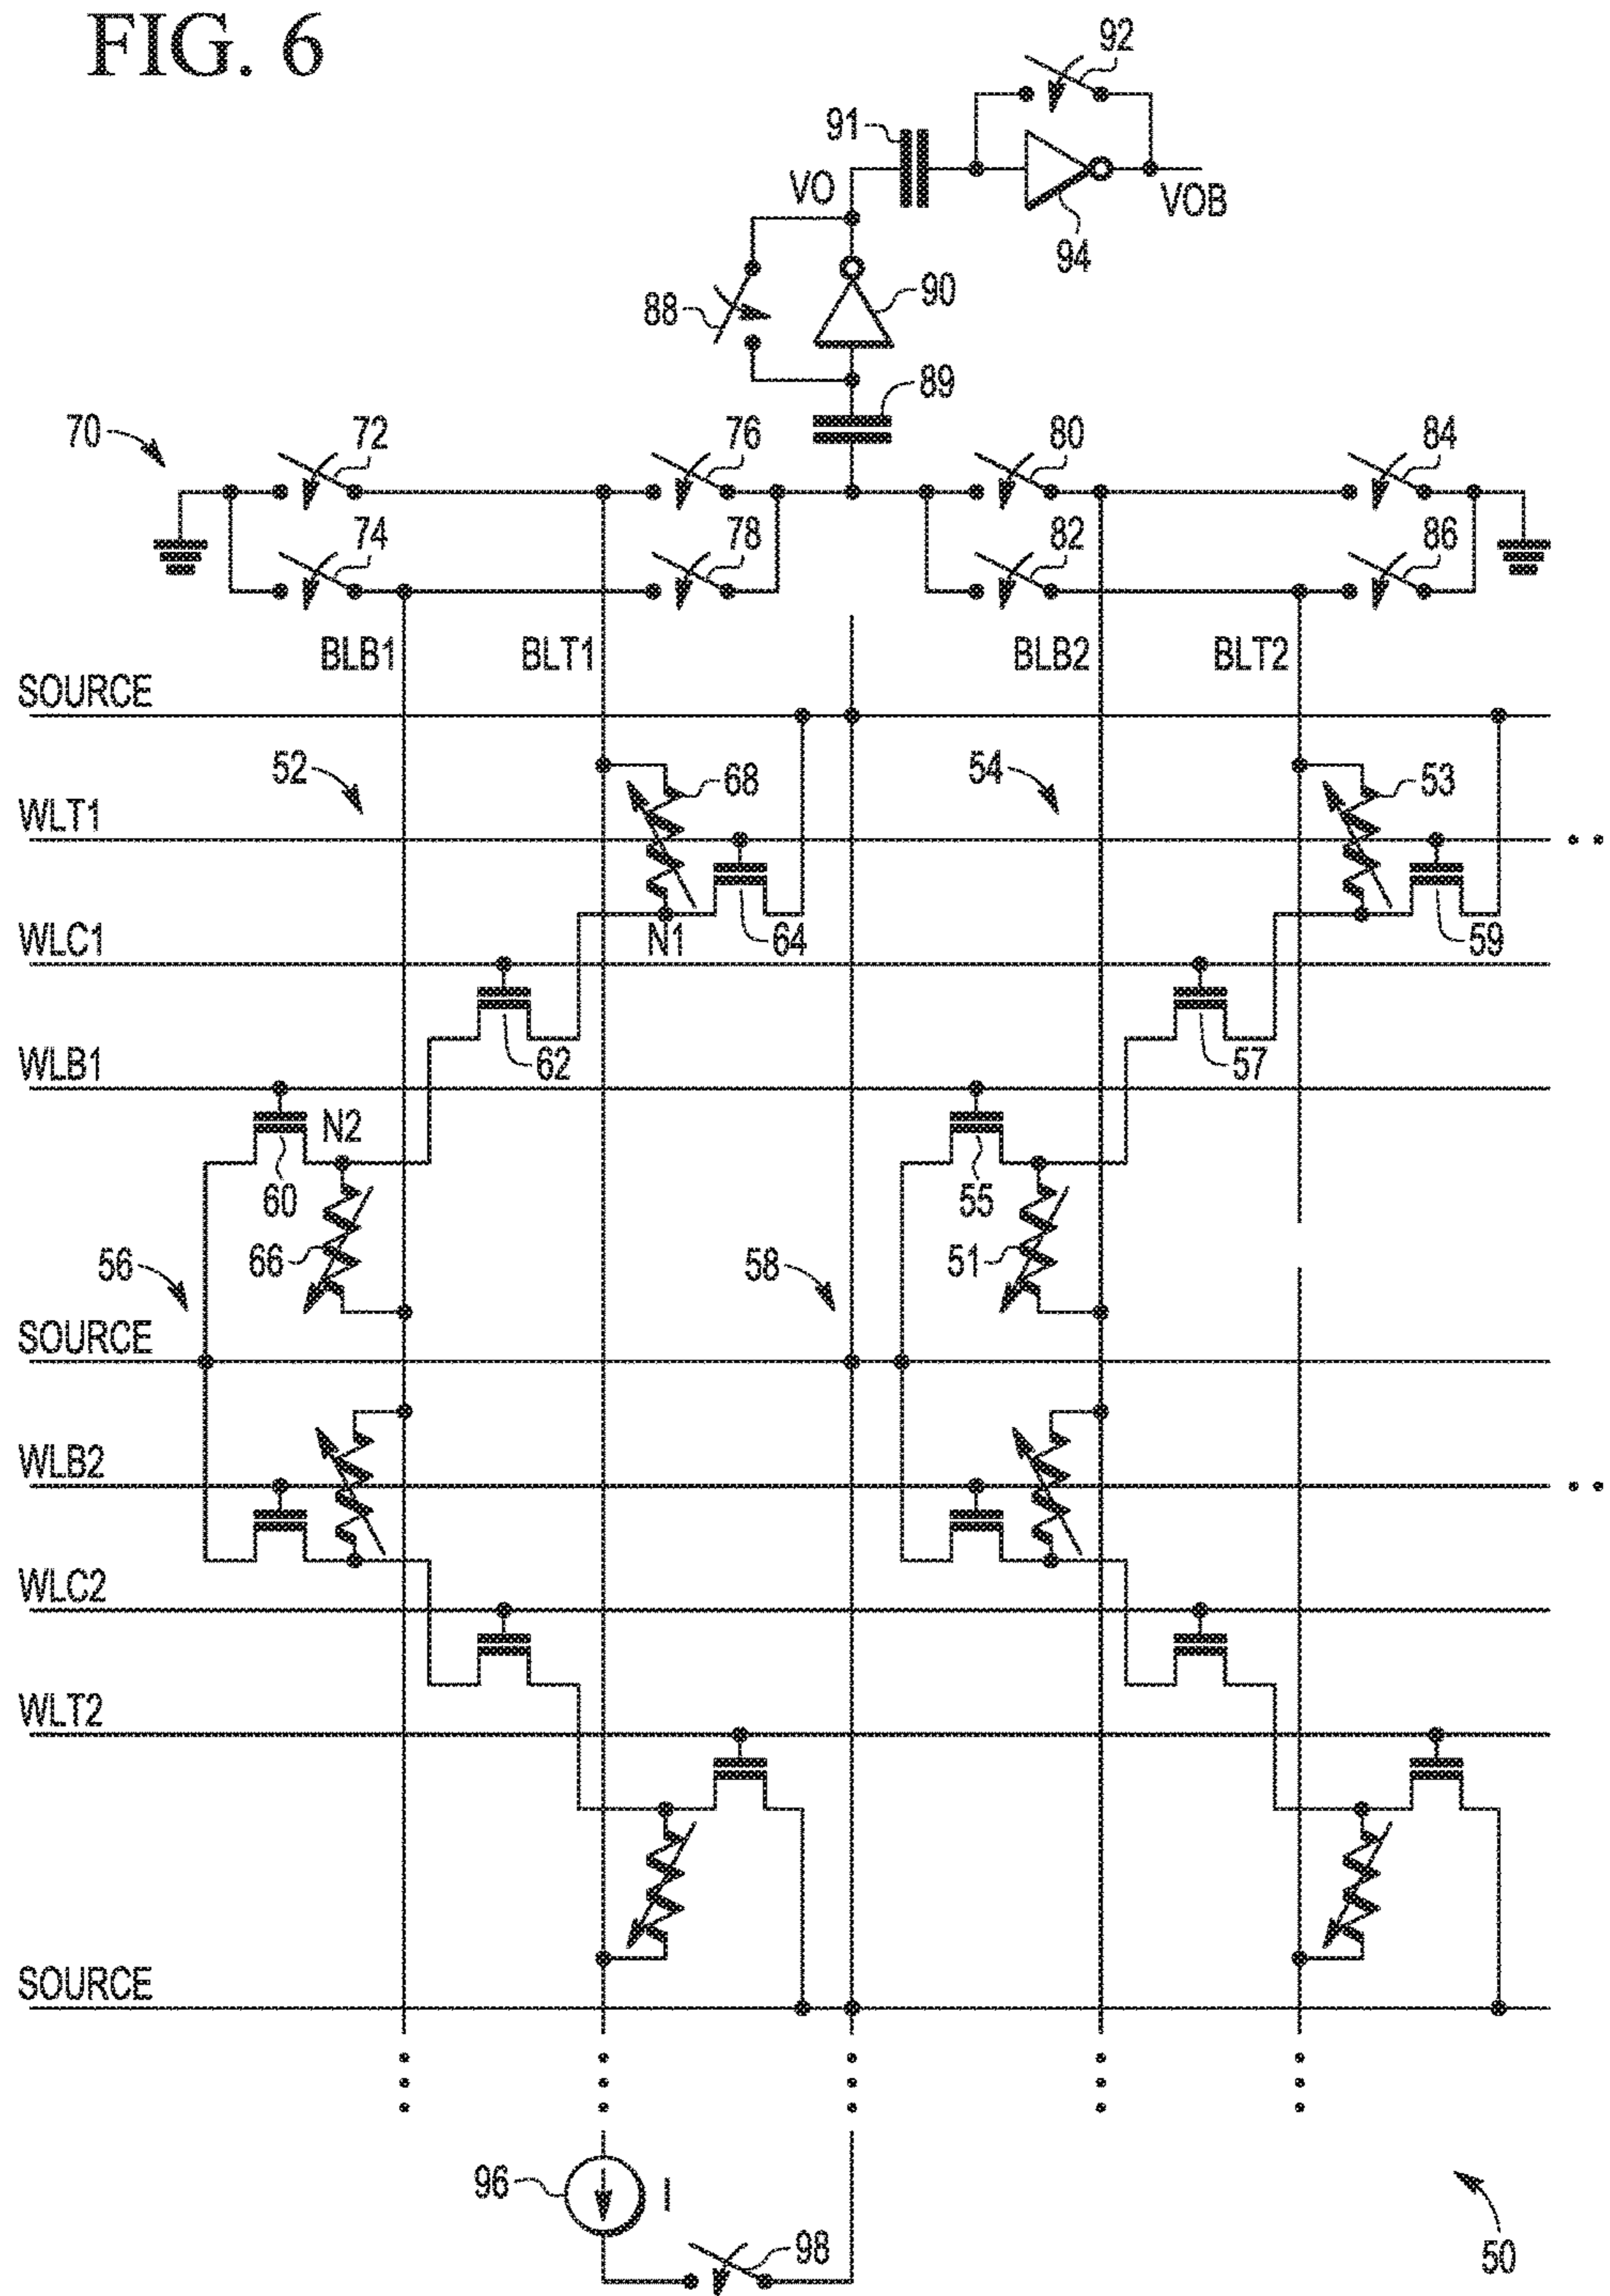 FIG. 6
92
91
VO
VOB
94
88
90
89
70
72
76
80
84
74
78
82
86
BLB1
BLT1
BLB2
BLT2
SOURCE
52
68
54
53
WLT1
WLC1
N1
64
59
62
57
WLB1
N2
60
55
56
66
58
51
SOURCE
WLB2
WLC2
WLT2
SOURCE
96
I
98
50